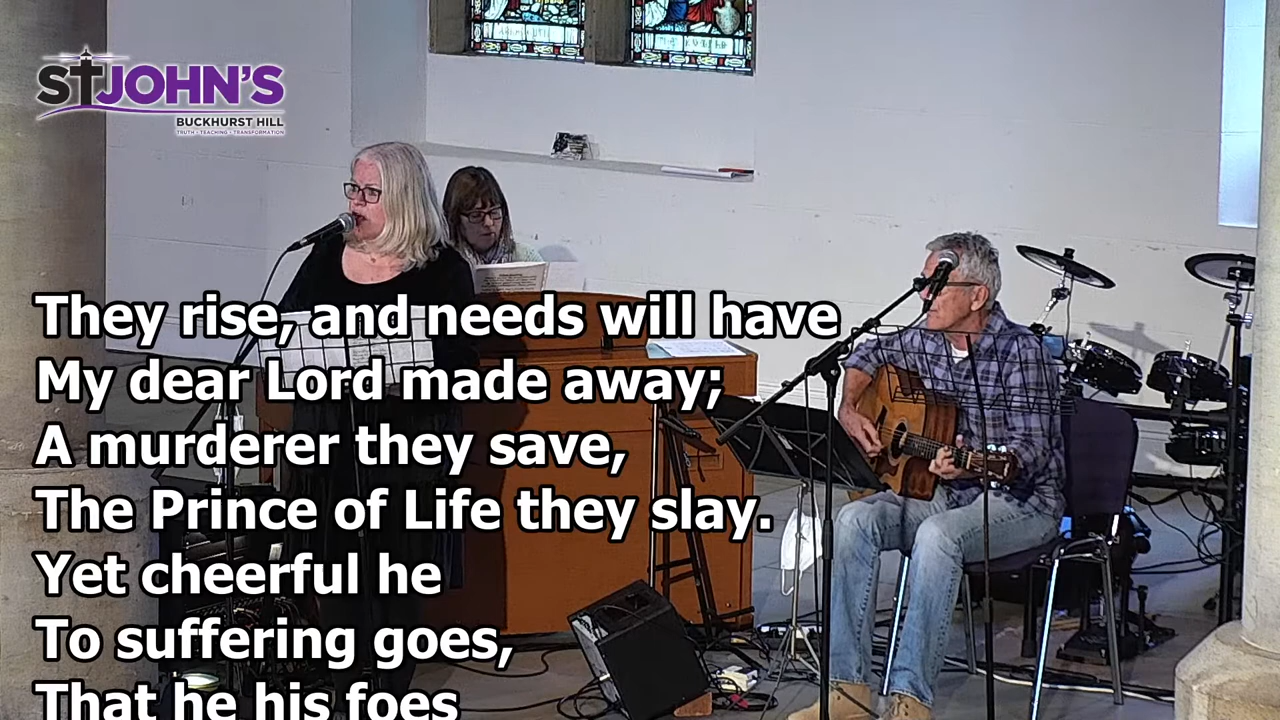 ST JOHN'S
BUCKHURST HILL
TRUTH • TEACHING • TRANSFORMATION
They rise, and needs will have
My dear Lord made away;
A murderer they save,
The Prince of Life they slay.
Yet cheerful he
To suffering goes,
That he his foes